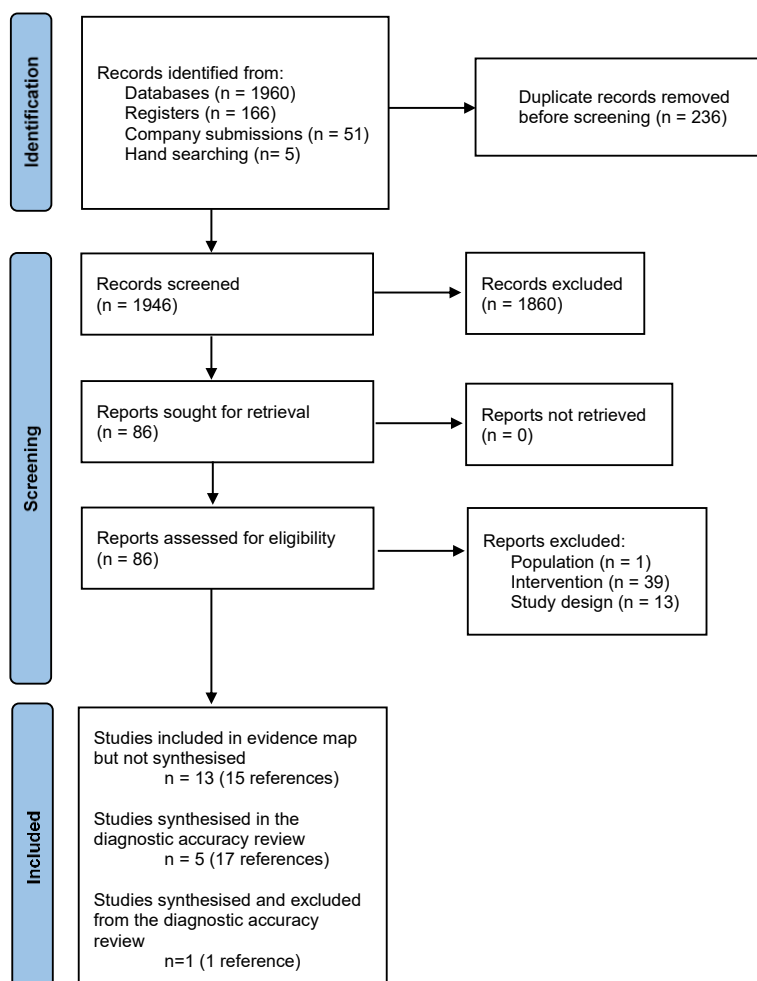 Identification
Records identified from:
Databases (n = 1960)
Registers (n = 166)
Company submissions (n = 51)
Hand searching (n= 5)
Duplicate records removed
before screening (n = 236)
Screening
Records screened
(n = 1946)
Records excluded
(n = 1860)
Reports sought for retrieval
(n = 86)
Reports not retrieved
(n = 0)
Reports assessed for eligibility
(n = 86)
Reports excluded:
Population (n = 1)
Intervention (n = 39)
Study design (n = 13)
Included
Studies included in evidence map
but not synthesised
n = 13 (15 references)
Studies synthesised in the
diagnostic accuracy review
n = 5 (17 references)
Studies synthesised and excluded
from the diagnostic accuracy
review
n=1 (1 reference)